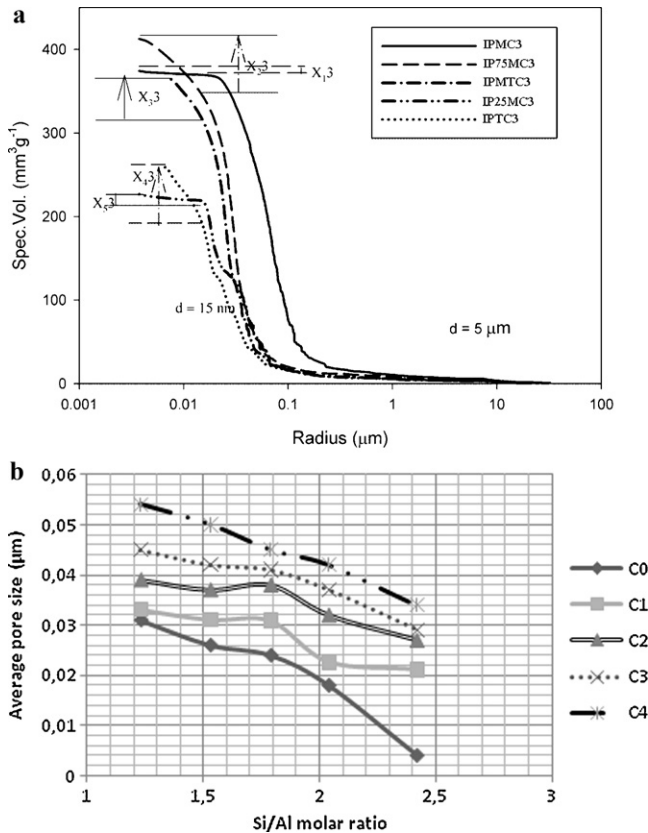 a
Spec.Vol. (mm³g⁻¹)
400
300
200
100
0
X₂3
X₁3
X₃3
X₄3
X₅3
IPMC3
IP75MC3
IPMTC3
IP25MC3
IPTC3
d = 15 nm
d = 5 μm
0.001
0.01
0.1
1
10
100
Radius (μm)
b
Average pore size (μm)
0,06
0,05
0,04
0,03
0,02
0,01
0
C0
C1
C2
C3
C4
1
1,5
2
2,5
3
Si/Al molar ratio